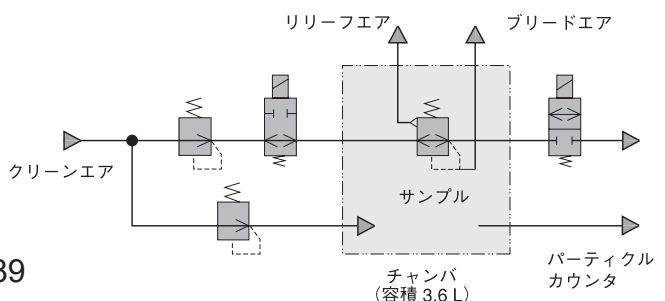 リリーフエア
ブリードエア
クリーンエア
サンプル
39
チャンバ
(容積 3.6 L)
パーティクル
カウンタ